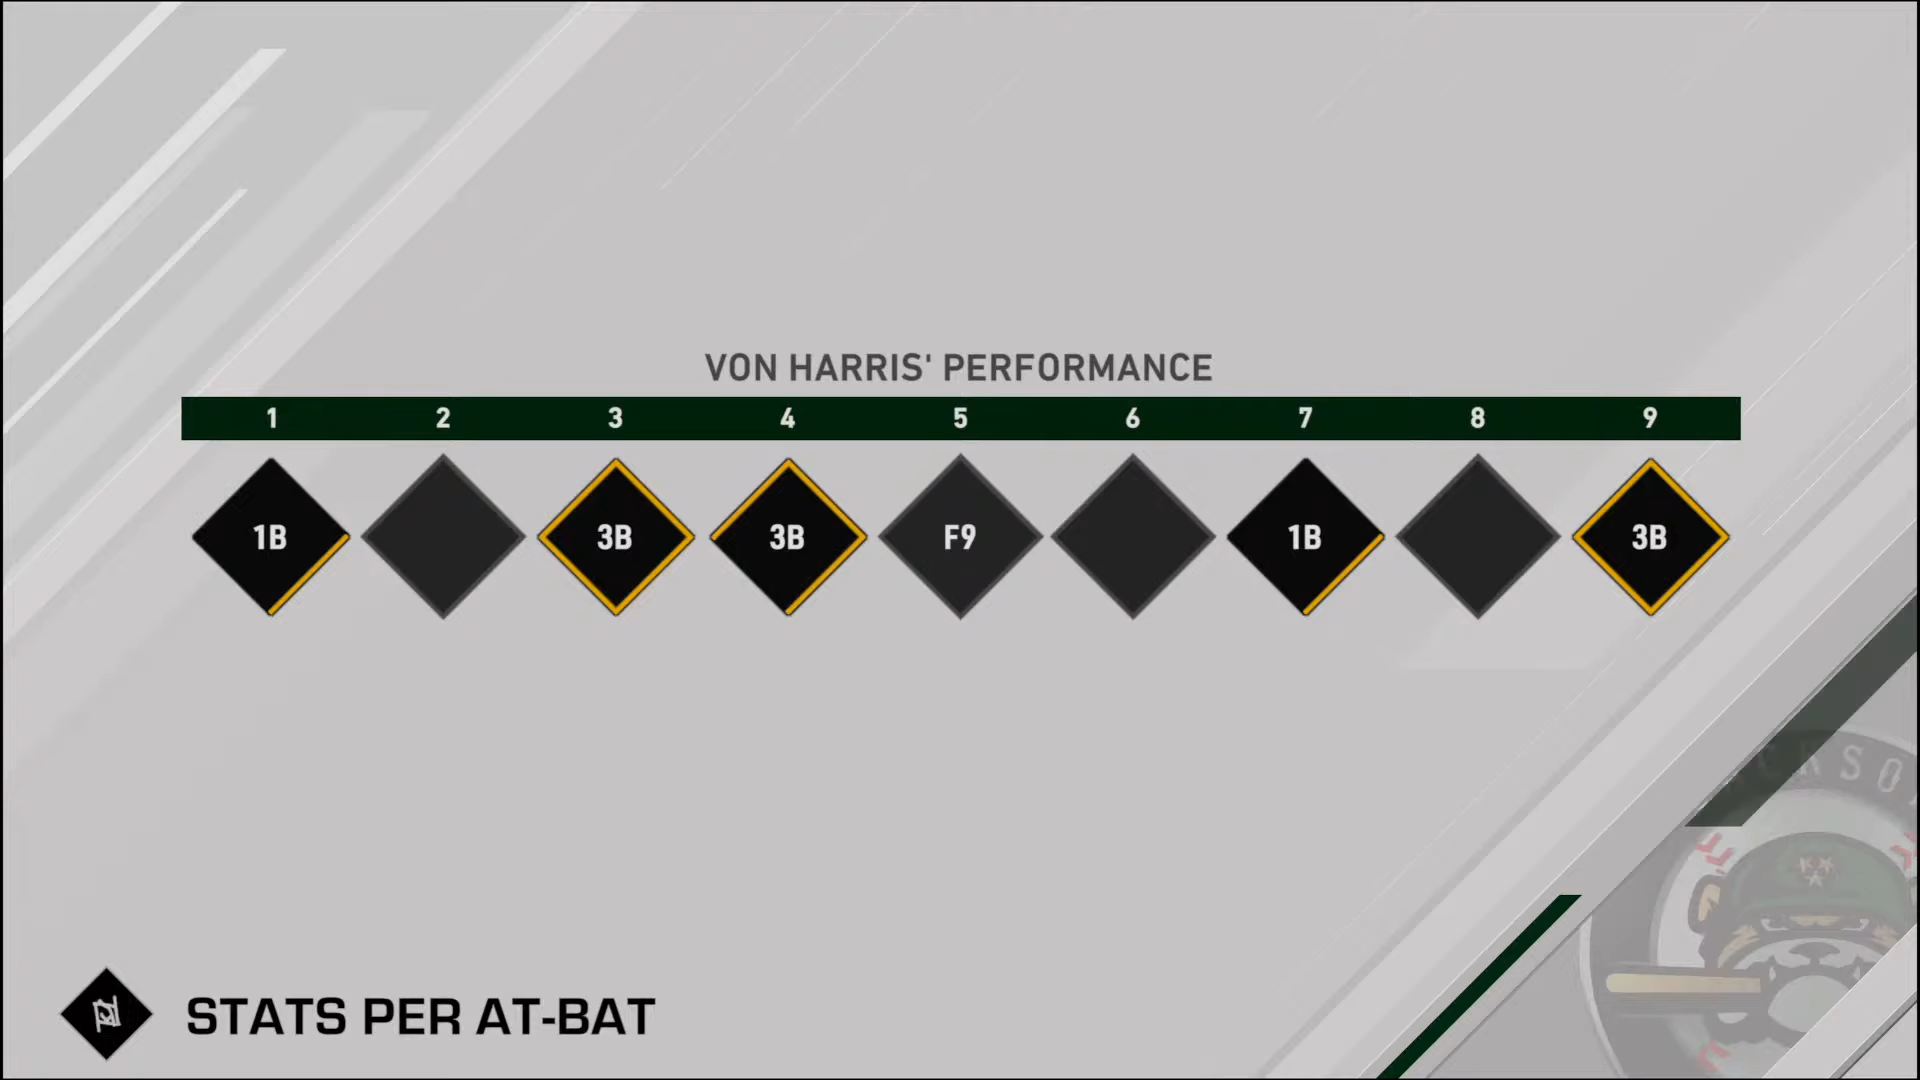 VON HARRIS' PERFORMANCE
1 2 3 4 5 6 7 8 9
1B 3B 3B F9 1B 3B
STATS PER AT-BAT